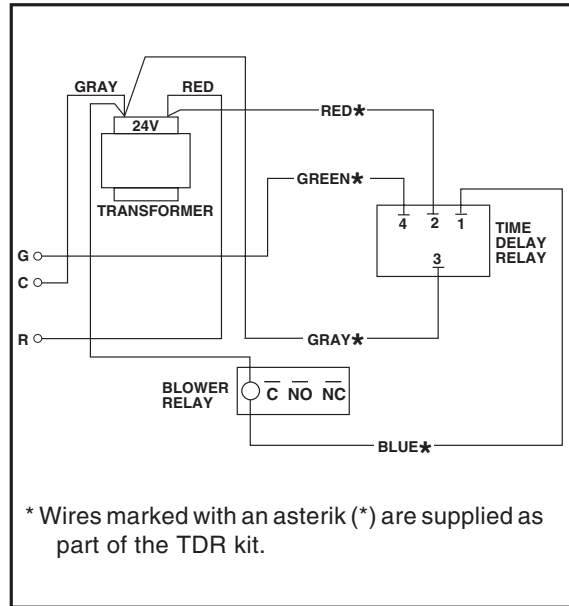 GRAY
RED
24V
TRANSFORMER
RED*
GREEN*
4 2 1
3
TIME
DELAY
RELAY
G
C
R
GRAY*
BLOWER
RELAY
C NO NC
BLUE*
* Wires marked with an asterik (*) are supplied as
part of the TDR kit.